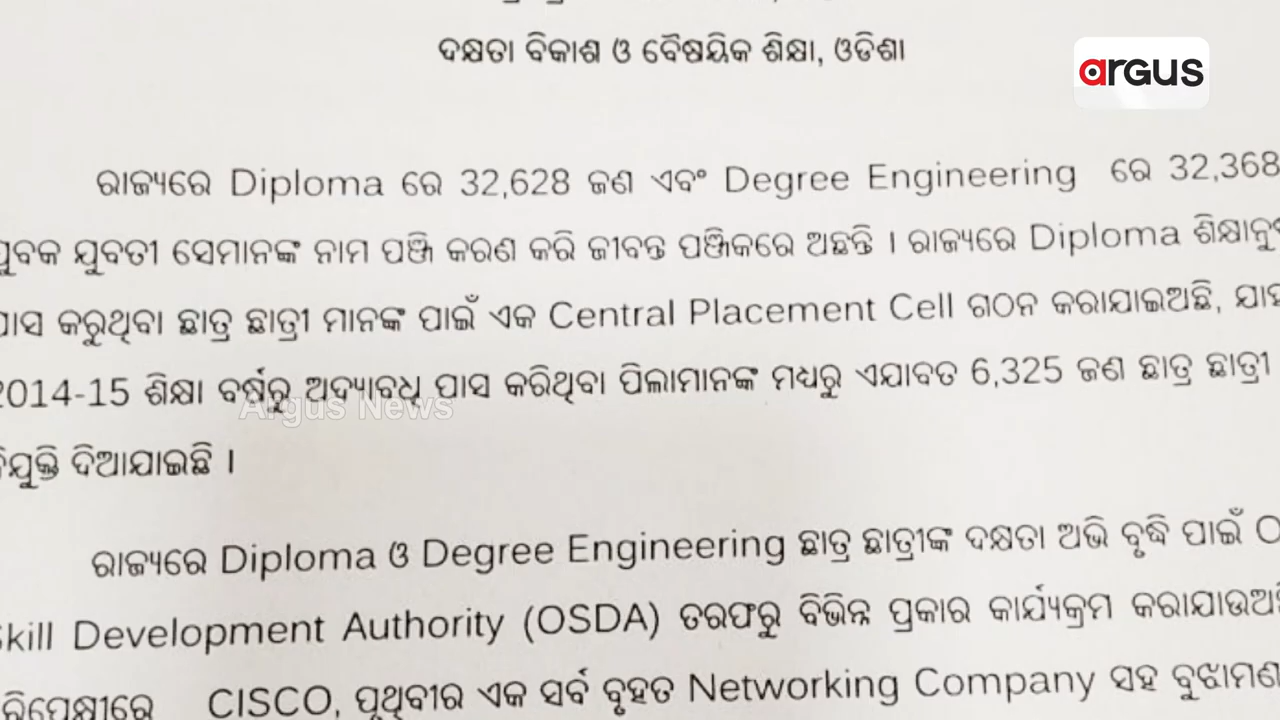 ଦକ୍ଷତା ବିକାଶ ଓ ବୈଷୟିକ ଶିକ୍ଷା, ଓଡିଶା
argus
ରାଜ୍ୟରେ Diploma ରେ 32,628 ଜଣ ଏବଂ Degree Engineering ରେ 32,368
ଯୁବକ ଯୁବତୀ ସେମାନଙ୍କ ନାମ ପଞ୍ଜି କରଣ କରି ଜୀବନ୍ତ ପଞ୍ଜିକରେ ଅଛନ୍ତି । ରାଜ୍ୟରେ Diploma
ପାସ କରୁଥିବା ଛାତ୍ର ଛାତ୍ରୀ ମାନଙ୍କ ପାଇଁ ଏକ Central Placement Cell ଗଠନ କରାଯାଇଅଛି,
2014-15 ଶିକ୍ଷା ବର୍ଷରୁ ଅଦ୍ୟାବଧି ପାସ କରିଥିବା ପିଲାମାନଙ୍କ ମଧ୍ୟରୁ ଏଯାବତ 6,325 ଜଣ ଛାତ୍ର ଛାତ୍ରୀ
Argus News
ନିଯୁକ୍ତି ଦିଆଯାଇଛି ।
ରାଜ୍ୟରେ Diploma ଓ Degree Engineering ଛାତ୍ର ଛାତ୍ରୀଙ୍କ ଦକ୍ଷତା ଅଭି ବୃଦ୍ଧି ପାଇଁ
Skill Development Authority (OSDA) ତରଫରୁ ବିଭିନ୍ନ ପ୍ରକାର କାର୍ଯ୍ୟକ୍ରମ
CISCO, ପୃଥିବୀର ଏକ ସର୍ବ ବୃହତ Networking Company ସହ